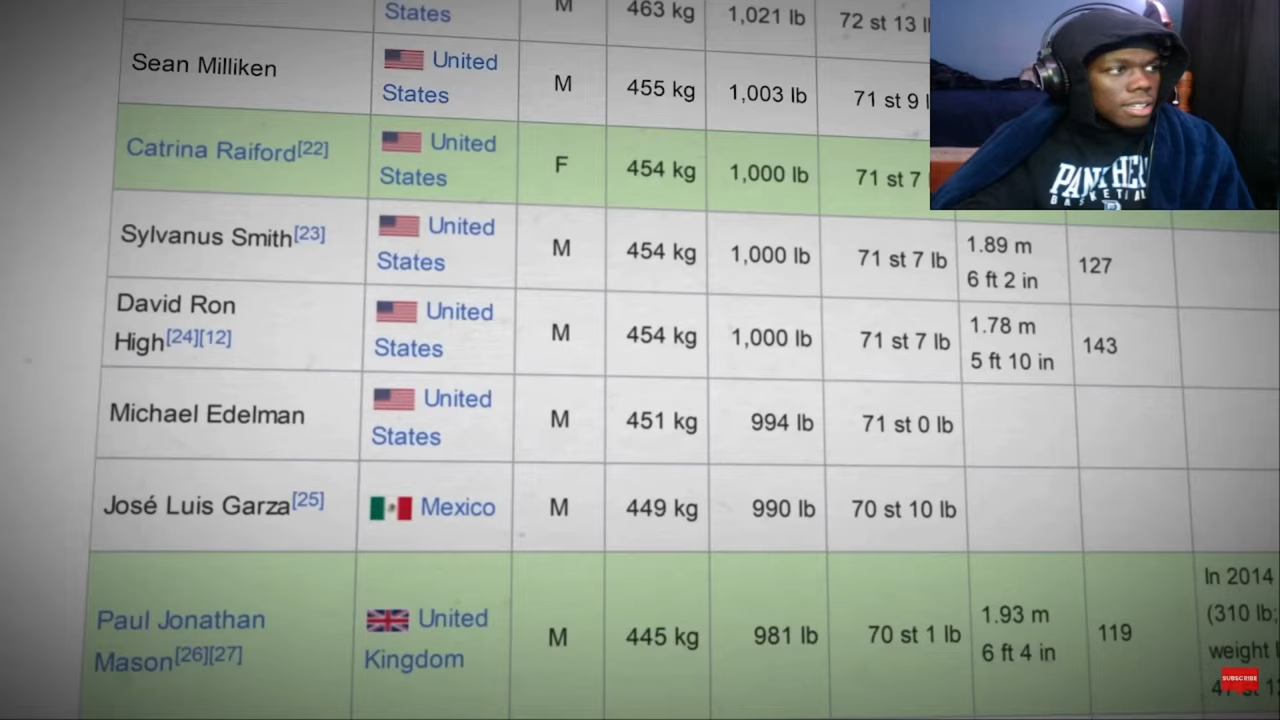 States M 463 kg 1,021 lb 72 st 13
Sean Milliken United States M 455 kg 1,003 lb 71 st 9
Catrina Raiford[22] United States F 454 kg 1,000 lb 71 st 7
Sylvanus Smith[23] United States M 454 kg 1,000 lb 71 st 7 lb 1.89 m 6 ft 2 in 127
David Ron High[24][12] United States M 454 kg 1,000 lb 71 st 7 lb 1.78 m 5 ft 10 in 143
Michael Edelman United States M 451 kg 994 lb 71 st 0 lb
José Luis Garza[25] Mexico M 449 kg 990 lb 70 st 10 lb
Paul Jonathan Mason[26][27] United Kingdom M 445 kg 981 lb 70 st 1 lb 1.93 m 6 ft 4 in 119 In 2014 (310 lb; weight
SUBSCRIBE